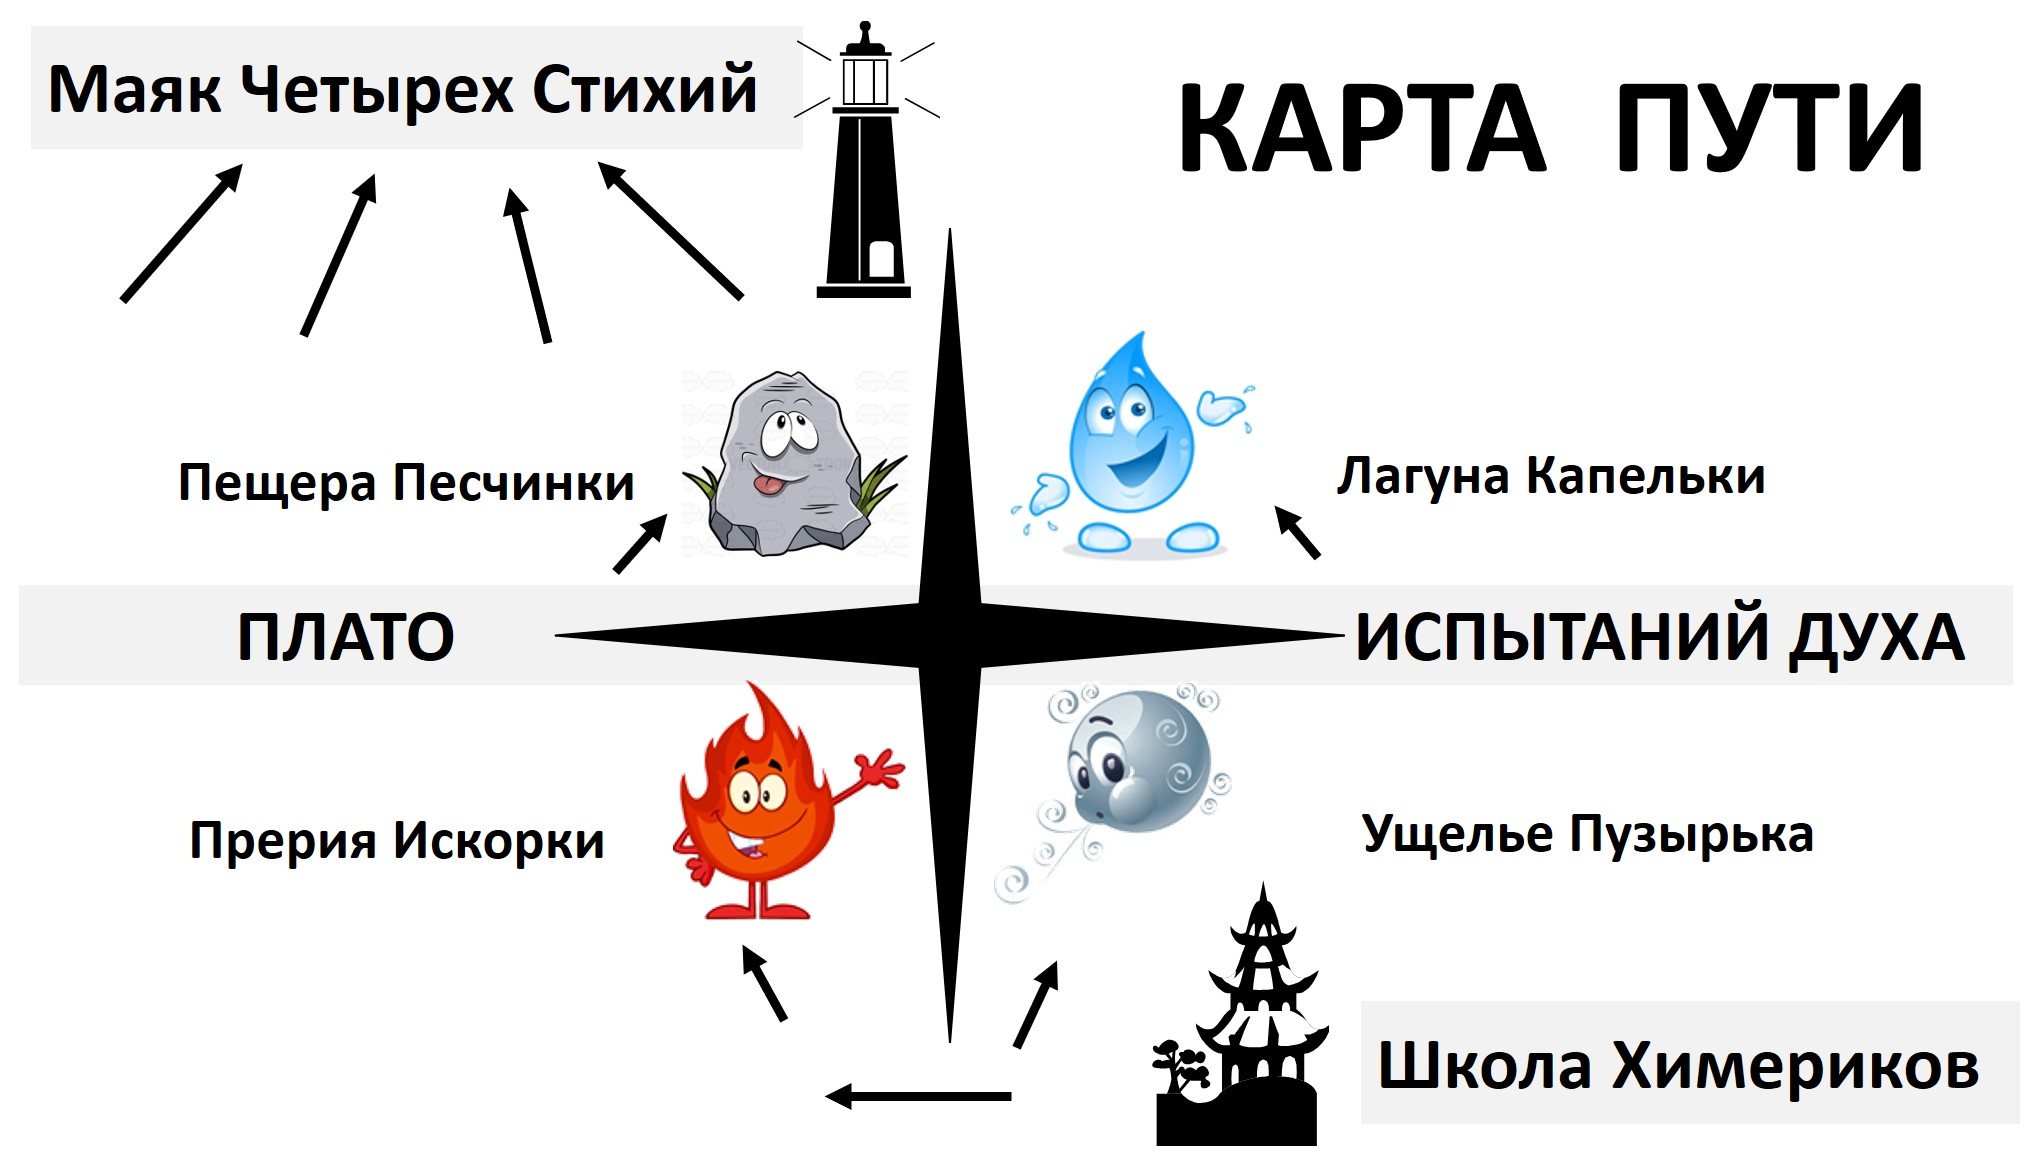 Маяк Четырех Стихий
КАРТА ПУТИ
Пещера Песчинки
Лагуна Капельки
ПЛАТО
ИСПЫТАНИЙ ДУХА
Прерия Искорки
Ущелье Пузырька
Школа Химериков